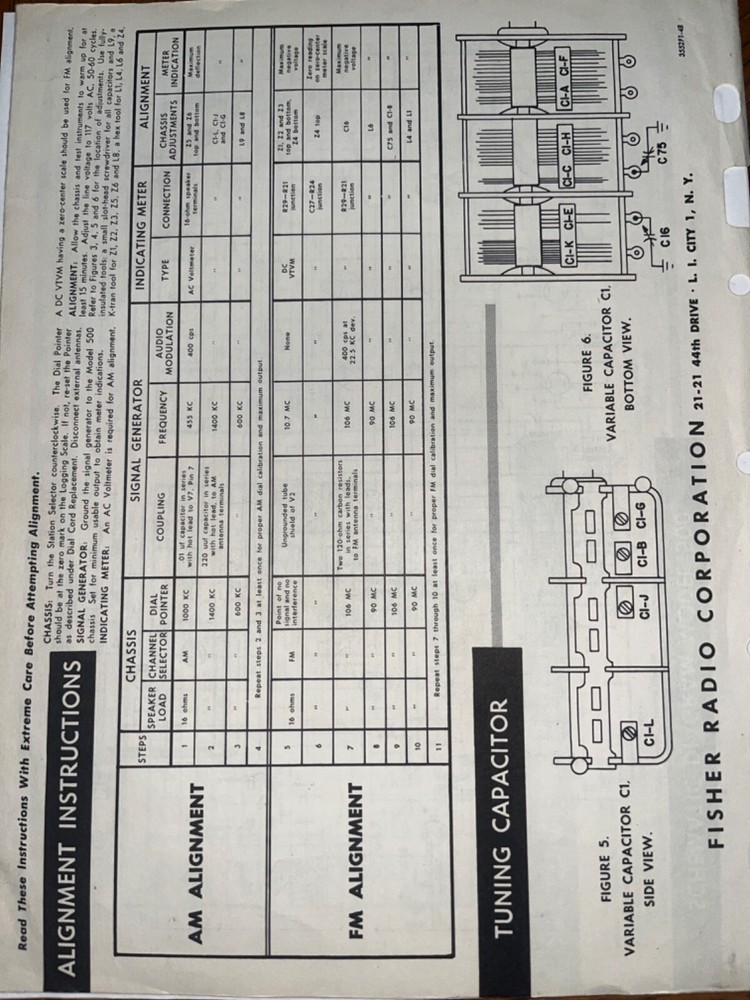 Read These Instructions With Extreme Care Before Attempting Alignment.
ALIGNMENT INSTRUCTIONS
CHASSIS: Turn the Station Selector counterclockwise. The Dial Pointer
should be at the zero mark on the Logging Scale. If not, re-set the Pointer
as described under Dial Cord Replacement. Disconnect external antennas.
SIGNAL GENERATOR: Ground the signal generator to the Model 500
chassis Set for minimum usable output to obtain meter indications.
INDICATING METER: An AC Voltmeter is required for AM alignment.
A DC VTVM having a zero-center scale should be used for FM alignment.
ALIGNMENT: Allow the chassis and test instruments to warm up for at
least 15 minutes. Adjust the line voltage to 117 volts AC, 50-60 cycles.
Refer to Figures 3, 4, 5 and 6 for the location of adjustments. Use fully-
insulated tools: a small slot-head screwdriver for all capacitors and L9, a
K-tran tool for Z1, Z2, Z3, Z5, Z6 and L8, a hex tool for L1, L4, L6 and Z4.
STEPS CHASSIS SIGNAL GENERATOR INDICATING METER ALIGNMENT
SPEAKER LOAD CHANNEL SELECTOR DIAL POINTER COUPLING FREQUENCY AUDIO MODULATION TYPE CONNECTION CHASSIS ADJUSTMENTS METER INDICATION
AM ALIGNMENT
1 16 ohms AM 1000 KC .01 uf capacitor in series with hot lead to V7, Pin 7 455 KC 400 cps AC Voltmeter 16-ohm speaker terminals Z5 and Z6 top and bottom Maximum deflection
2 " " 1400 KC 220 uuf capacitor in series with hot lead, to AM antenna terminals 1400 KC " " " C1-L, C1-J and C1-G "
3 " " 600 KC " 600 KC " " " L9 and L8 "
4 Repeat steps 2 and 3 at least once for proper AM dial calibration and maximum output.
FM ALIGNMENT
5 16 ohms FM Point of no signal and no interference Ungrounded tube shield of V2 10.7 MC None DC VTVM R29—R21 junction Z1, Z2 and Z3 top and bottom, Z4 bottom Maximum negative voltage
6 " " " " " " " C27—R24 junction Z4 top Zero reading on zero-center meter scale
7 " " 106 MC Two 120-ohm carbon resistors in series with leads, to FM antenna terminals 106 MC 400 cps at 22.5 KC dev. " R29—R21 junction C16 Maximum negative voltage
8 " " 90 MC " 90 MC " " " L6 "
9 " " 106 MC " 106 MC " " " C75 and C1-B "
10 " " 90 MC " 90 MC " " " L4 and L1 "
11 Repeat steps 7 through 10 at least once for proper FM dial calibration and maximum output.
TUNING CAPACITOR
FIGURE 5.
VARIABLE CAPACITOR C1,
SIDE VIEW.
C1-L C1-J C1-B C1-G
FIGURE 6.
VARIABLE CAPACITOR C1,
BOTTOM VIEW.
C1-K C1-E C1-C C1-H C1-A C1-F
C16 C75
FISHER RADIO CORPORATION 21-21 44th DRIVE · L. I. CITY 1, N. Y.